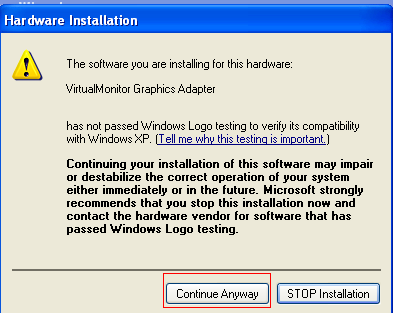 Hardware Installation
The software you are installing for this hardware:
VirtualMonitor Graphics Adapter
has not passed Windows Logo testing to verify its compatibility
with Windows XP. (Tell me why this testing is important.)
Continuing your installation of this software may impair
or destabilize the correct operation of your system
either immediately or in the future. Microsoft strongly
recommends that you stop this installation now and
contact the hardware vendor for software that has
passed Windows Logo testing.
Continue Anyway
STOP Installation